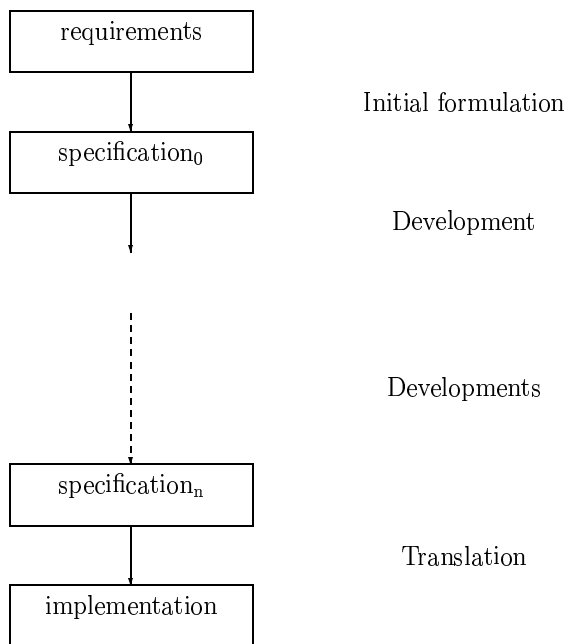 requirements
Initial formulation
specification₀
Development
Developments
specificationₙ
Translation
implementation